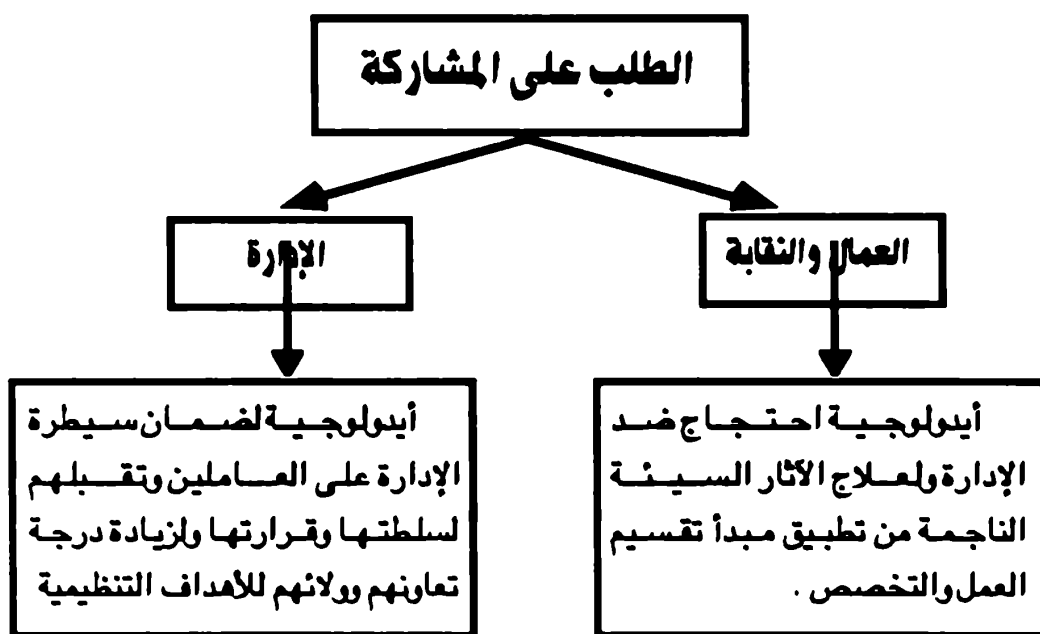 الطلب على المشاركة
العمال والنقابة
الإدارة
أيدولوجية احتجاج ضد
الإدارة ولعلاج الآثار السيئة
الناجمة من تطبيق مبدأ تقسيم
العمل والتخصص .
أيدولوجية لضمان سيطرة
الإدارة على العاملين وتقبلهم
لسلطتها وقرارتها ولزيادة درجة
تعاونهم وولائهم للأهداف التنظيمية